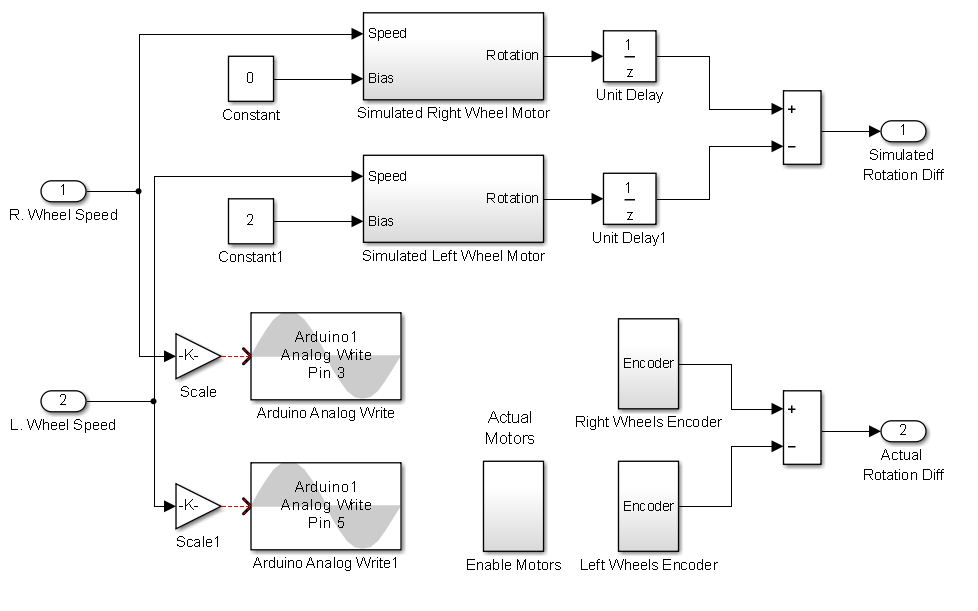 Speed
Rotation
Bias
Simulated Right Wheel Motor
0
Constant
1
z
Unit Delay
+
−
1
Simulated
Rotation Diff
1
R. Wheel Speed
Speed
Rotation
Bias
Simulated Left Wheel Motor
2
Constant1
1
z
Unit Delay1
-K-
Scale
Arduino1
Analog Write
Pin 3
Arduino Analog Write
2
L. Wheel Speed
-K-
Scale1
Arduino1
Analog Write
Pin 5
Arduino Analog Write1
Actual
Motors
Enable Motors
Encoder
Right Wheels Encoder
Encoder
Left Wheels Encoder
+
−
2
Actual
Rotation Diff